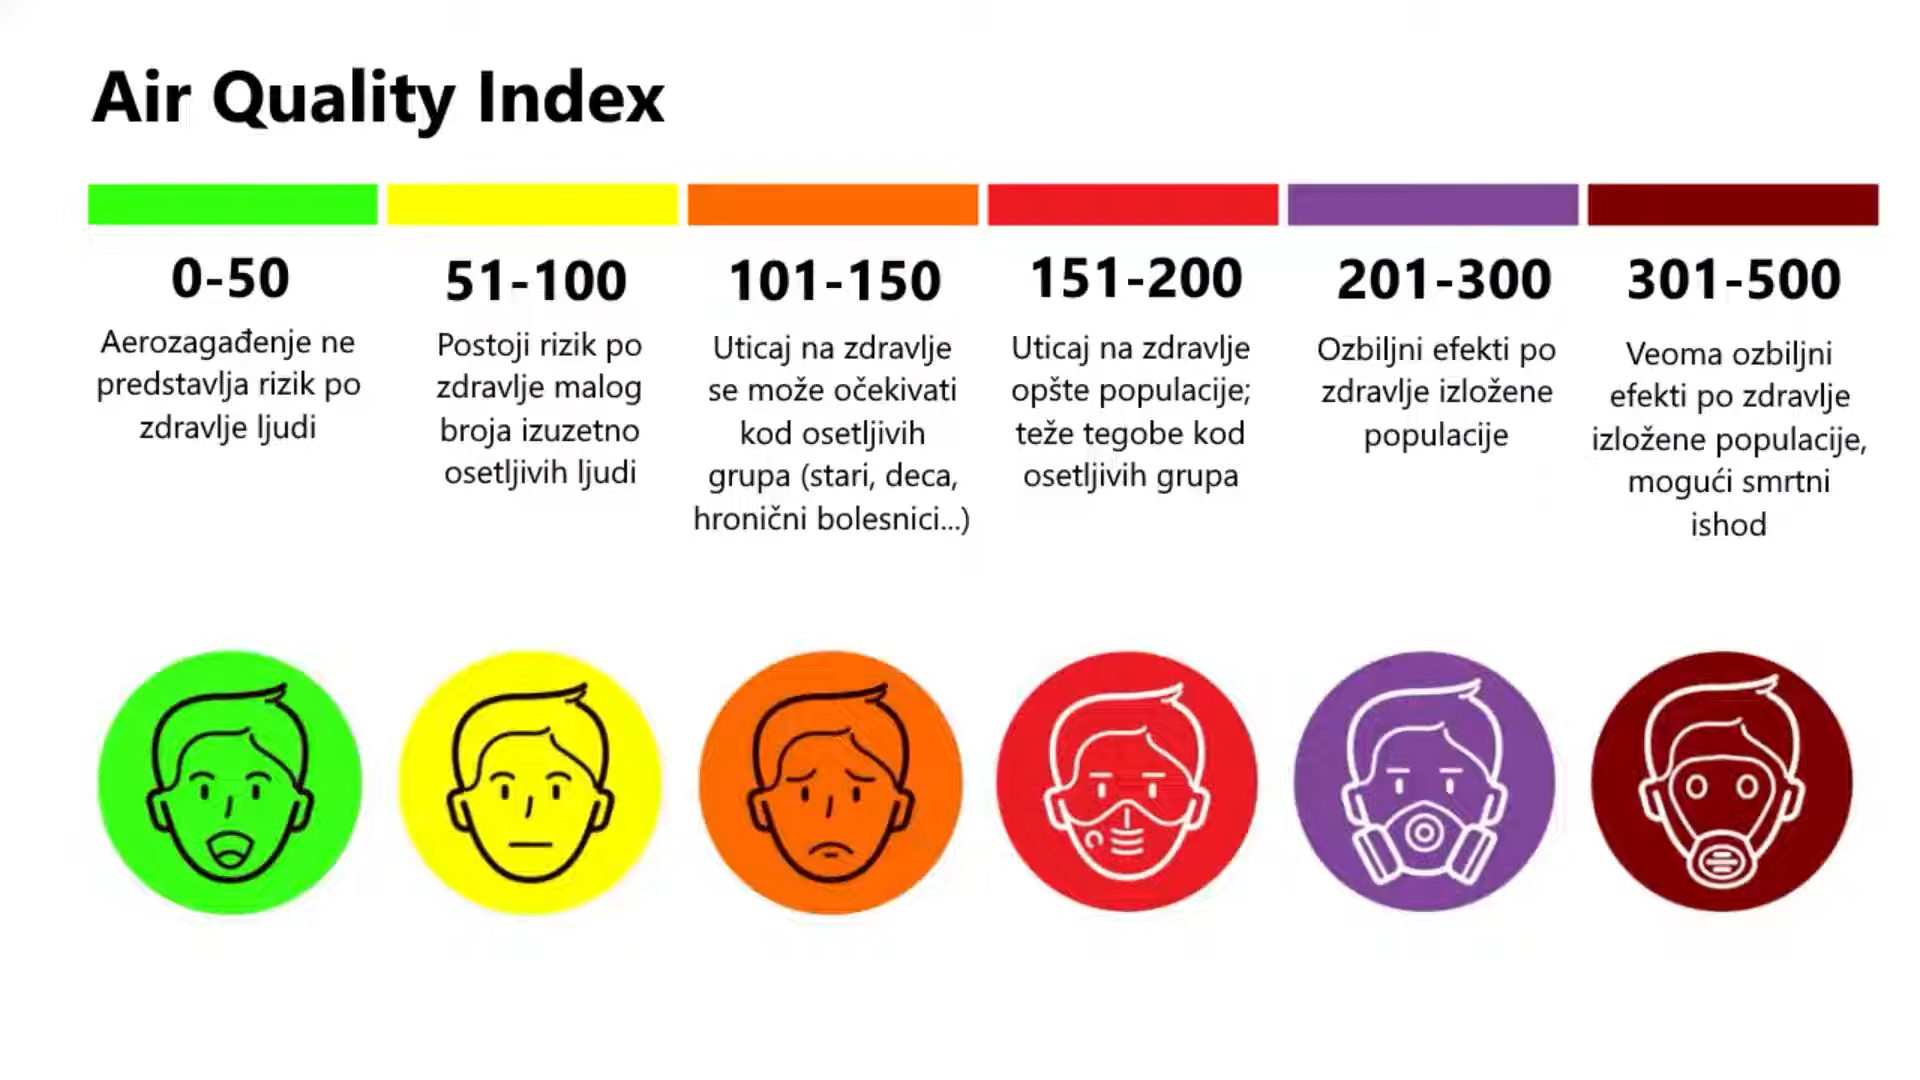 Air Quality Index
0-50
Aerozagađenje ne
predstavlja rizik po
zdravlje ljudi
51-100
Postoji rizik po
zdravlje malog
broja izuzetno
osetljivih ljudi
101-150
Uticaj na zdravlje
se može očekivati
kod osetljivih
grupa (stari, deca,
hronični bolesnici...)
151-200
Uticaj na zdravlje
opšte populacije;
teže tegobe kod
osetljivih grupa
201-300
Ozbiljni efekti po
zdravlje izložene
populacije
301-500
Veoma ozbiljni
efekti po zdravlje
izložene populacije,
mogući smrtni
ishod